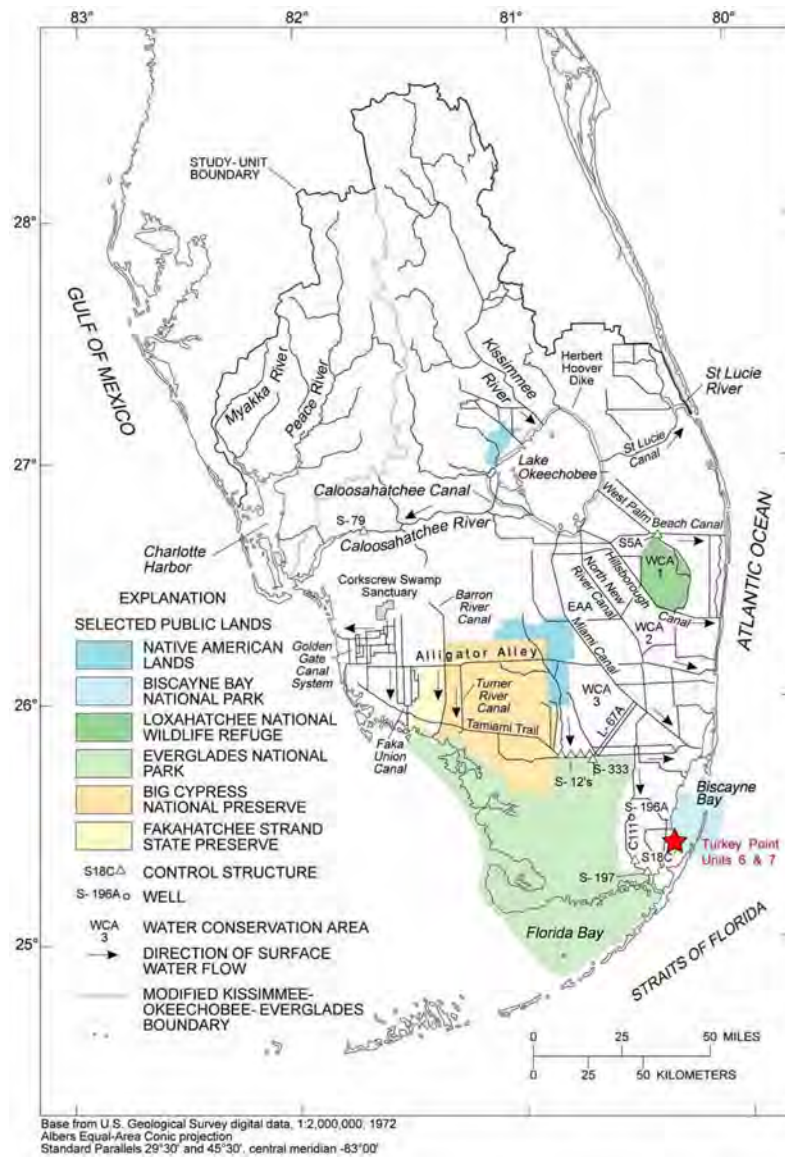 83°
82°
81°
80°
28°
27°
26°
25°
STUDY-UNIT
BOUNDARY
GULF OF MEXICO
Myakka River
Peace River
Kissimmee
River
Herbert
Hoover
Dike
St Lucie
River
St Lucie
Canal
Lake
Okeechobee
Caloosahatchee Canal
S-79
Caloosahatchee River
West Palm
Beach Canal
Charlotte
Harbor
S5A
WCA
1
Hillsborough
Canal
North New
River Canal
EAA
Miami Canal
WCA
2
ATLANTIC OCEAN
Corkscrew Swamp
Sanctuary
Barron
River
Canal
Golden
Gate
Canal
System
Alligator Alley
Turner
River
Canal
WCA
3
L-67A
Tamiami Trail
Faka
Union
Canal
S-333
S-12's
Biscayne
Bay
S-196A
C111
S18C
S-197
Turkey Point
Units 6 & 7
Florida Bay
STRAITS OF FLORIDA
EXPLANATION
SELECTED PUBLIC LANDS
NATIVE AMERICAN
LANDS
BISCAYNE BAY
NATIONAL PARK
LOXAHATCHEE NATIONAL
WILDLIFE REFUGE
EVERGLADES NATIONAL
PARK
BIG CYPRESS
NATIONAL PRESERVE
FAKAHATCHEE STRAND
STATE PRESERVE
S18C CONTROL STRUCTURE
S-196A WELL
WCA
3
WATER CONSERVATION AREA
DIRECTION OF SURFACE
WATER FLOW
MODIFIED KISSIMMEE-
OKEECHOBEE- EVERGLADES
BOUNDARY
0 25 50 MILES
0 25 50 KILOMETERS
Base from U.S. Geological Survey digital data, 1:2,000,000, 1972
Albers Equal-Area Conic projection
Standard Parallels 29°30' and 45°30'. central meridian -83°00'